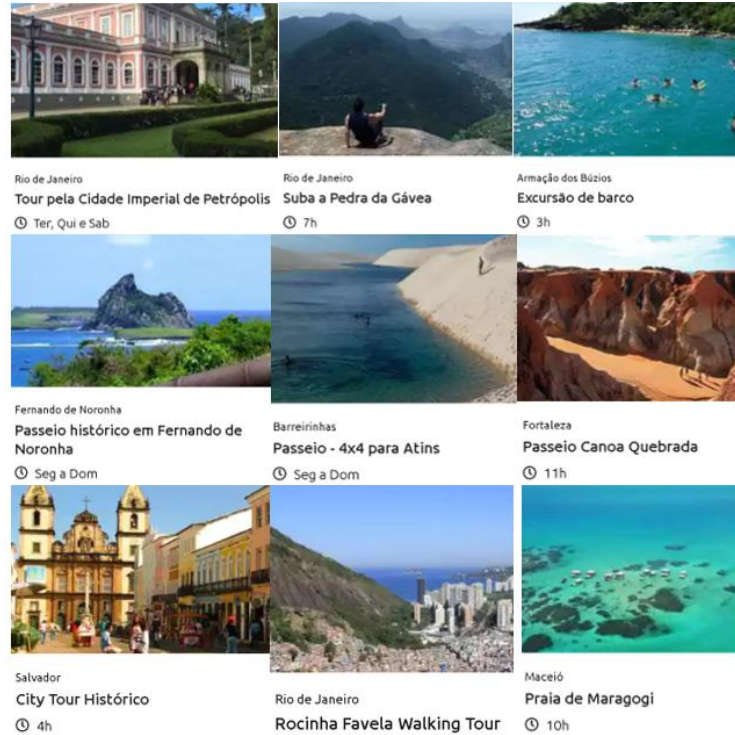 Rio de Janeiro
Tour pela Cidade Imperial de Petrópolis
Ter, Qui e Sab
Rio de Janeiro
Suba a Pedra da Gávea
7h
Armação dos Búzios
Excursão de barco
3h
Fernando de Noronha
Passeio histórico em Fernando de
Noronha
Seg a Dom
Barreirinhas
Passeio - 4x4 para Atins
Seg a Dom
Fortaleza
Passeio Canoa Quebrada
11h
Salvador
City Tour Histórico
4h
Rio de Janeiro
Rocinha Favela Walking Tour
Maceió
Praia de Maragogi
10h